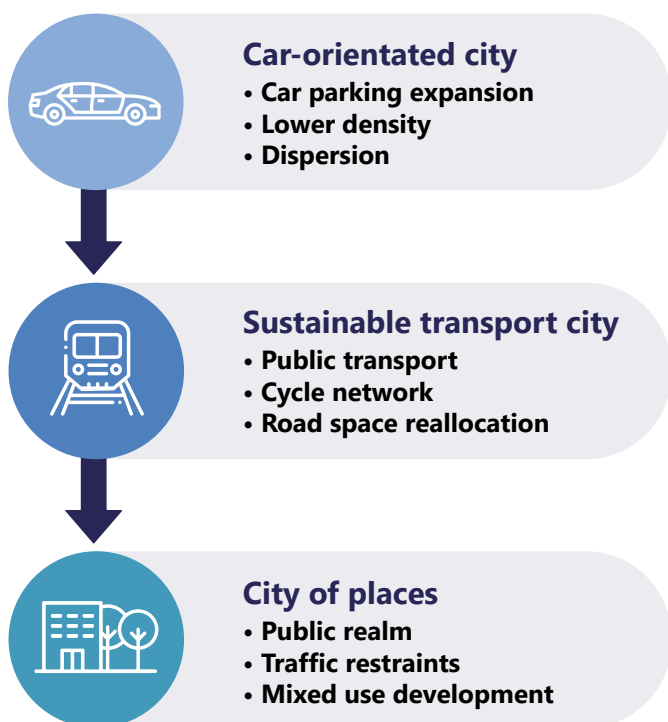 Car-orientated city
• Car parking expansion
• Lower density
• Dispersion
Sustainable transport city
• Public transport
• Cycle network
• Road space reallocation
City of places
• Public realm
• Traffic restraints
• Mixed use development